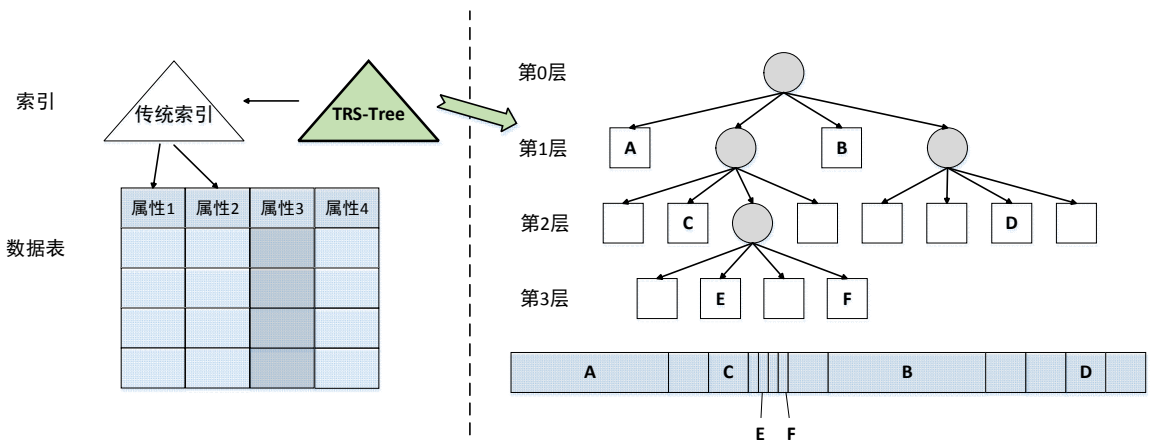 索引
传统索引
TRS-Tree
属性1 属性2 属性3 属性4
数据表
第0层
第1层
A B
第2层
C D
第3层
E F
A C B D
E F